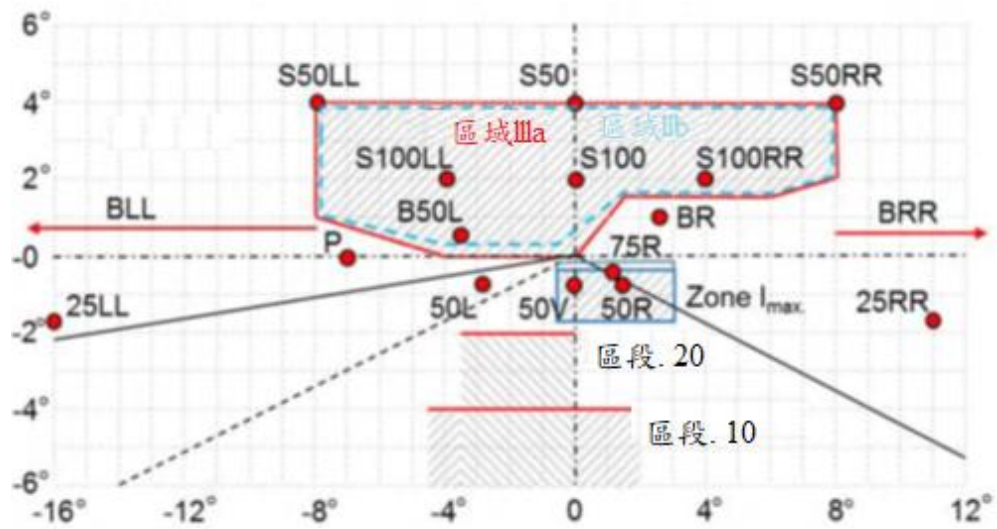 6°
S50LL
S50
S50RR
4°
區域IIIa
區域IIIb
S100LL
S100
S100RR
2°
BLL
B50L
BR
BRR
P
75R
-0
25LL
50L
50V
50R
Zone Imax.
25RR
-2°
區段. 20
-4°
區段. 10
-6°
-16°
-12°
-8°
-4°
0
4°
8°
12°